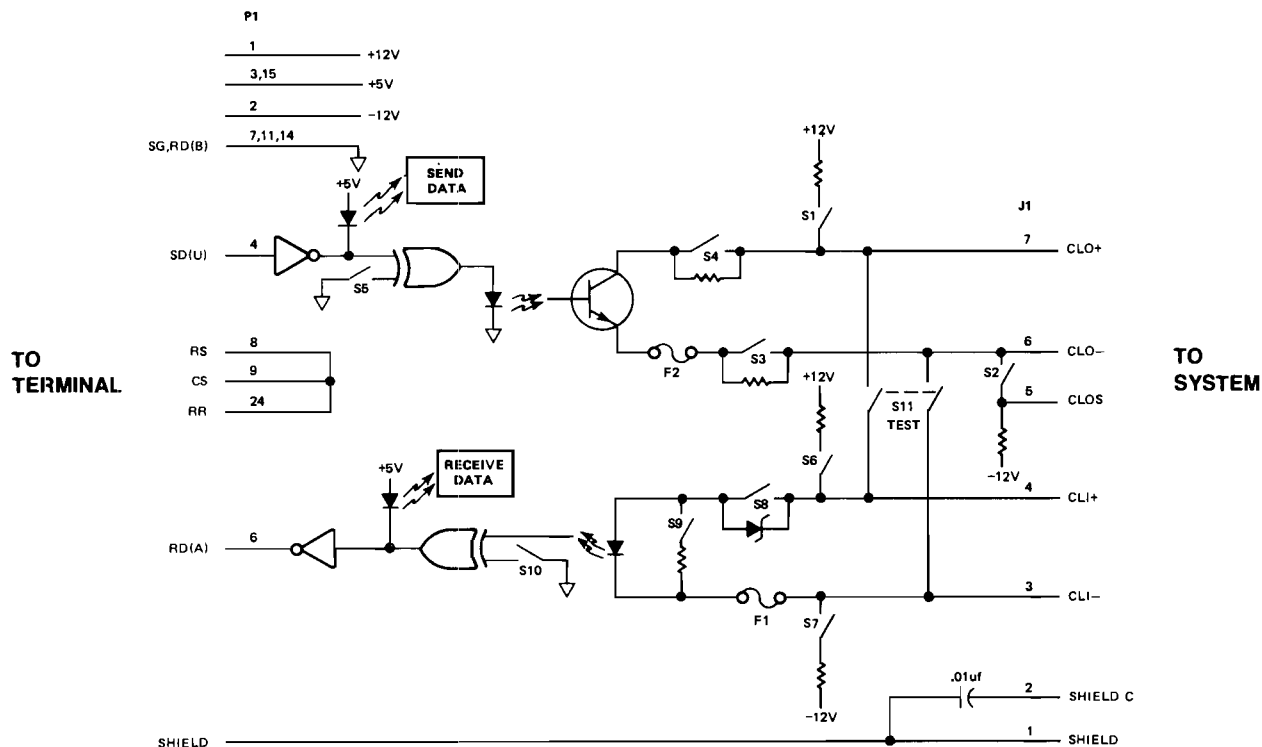 P1
1 +12V
3,15 +5V
2 -12V
SG,RD(B) 7,11,14
+5V
SEND
DATA
+12V
S1
J1
SD(U) 4
S5
S4
7 CLO+
F2
S3
6 CLO-
S2
5 CLOS
-12V
TO
TERMINAL
RS 8
CS 9
RR 24
TO
SYSTEM
+12V
S11
TEST
S6
+5V
RECEIVE
DATA
4 CLI+
S8
S9
RD(A) 6
S10
F1
3 CLI-
S7
-12V
.01uf
2 SHIELD C
SHIELD 1 SHIELD